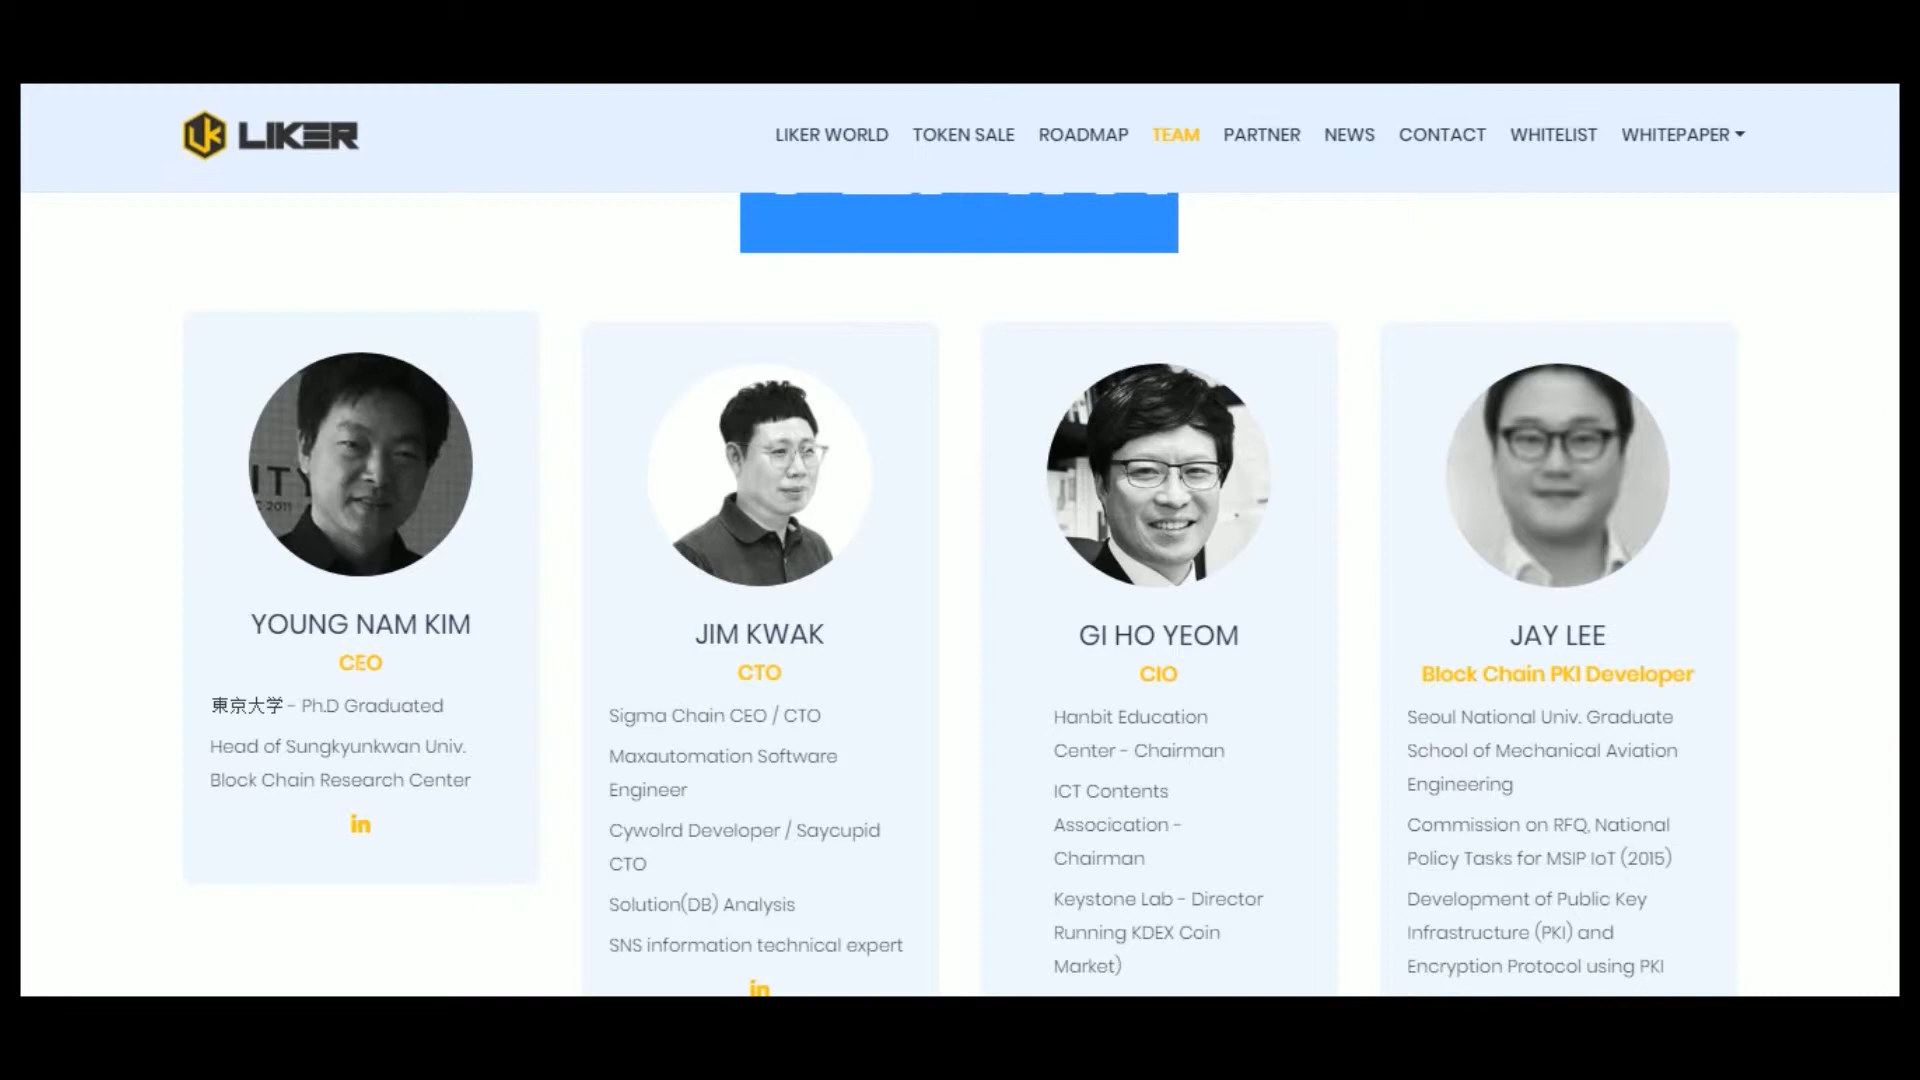 LIKER
LIKER WORLD TOKEN SALE ROADMAP TEAM PARTNER NEWS CONTACT WHITELIST WHITEPAPER
ITY
2011
YOUNG NAM KIM
CEO
東京大学 - Ph.D Graduated
Head of Sungkyunkwan Univ.
Block Chain Research Center
in
JIM KWAK
CTO
Sigma Chain CEO / CTO
Maxautomation Software
Engineer
Cywolrd Developer / Saycupid
CTO
Solution(DB) Analysis
SNS information technical expert
in
GI HO YEOM
CIO
Hanbit Education
Center - Chairman
ICT Contents
Assocication -
Chairman
Keystone Lab - Director
Running KDEX Coin
Market)
JAY LEE
Block Chain PKI Developer
Seoul National Univ. Graduate
School of Mechanical Aviation
Engineering
Commission on RFQ, National
Policy Tasks for MSIP IoT (2015)
Development of Public Key
Infrastructure (PKI) and
Encryption Protocol using PKI